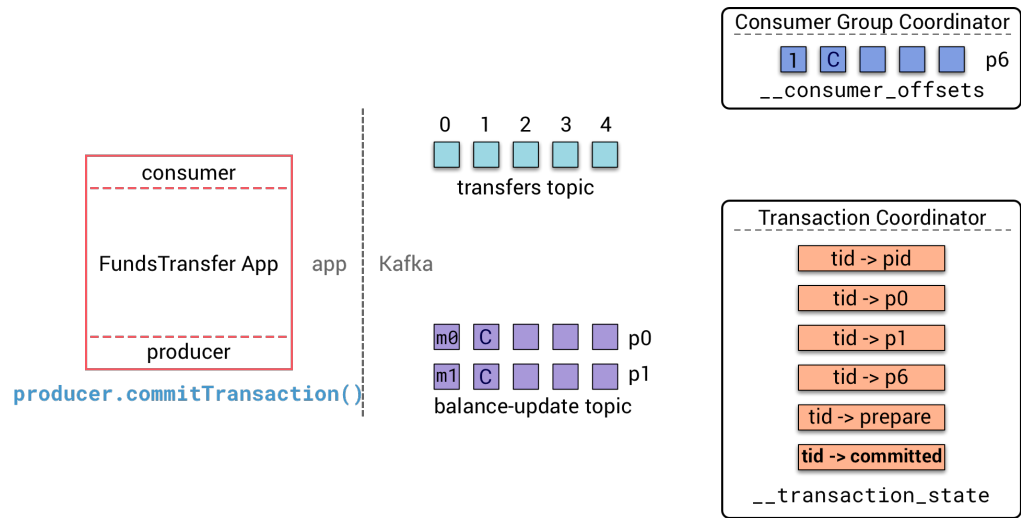 Consumer Group Coordinator
1 C p6
__consumer_offsets
0 1 2 3 4
transfers topic
consumer
FundsTransfer App
producer
producer.commitTransaction()
app
Kafka
m0 C p0
m1 C p1
balance-update topic
Transaction Coordinator
tid -> pid
tid -> p0
tid -> p1
tid -> p6
tid -> prepare
tid -> committed
__transaction_state